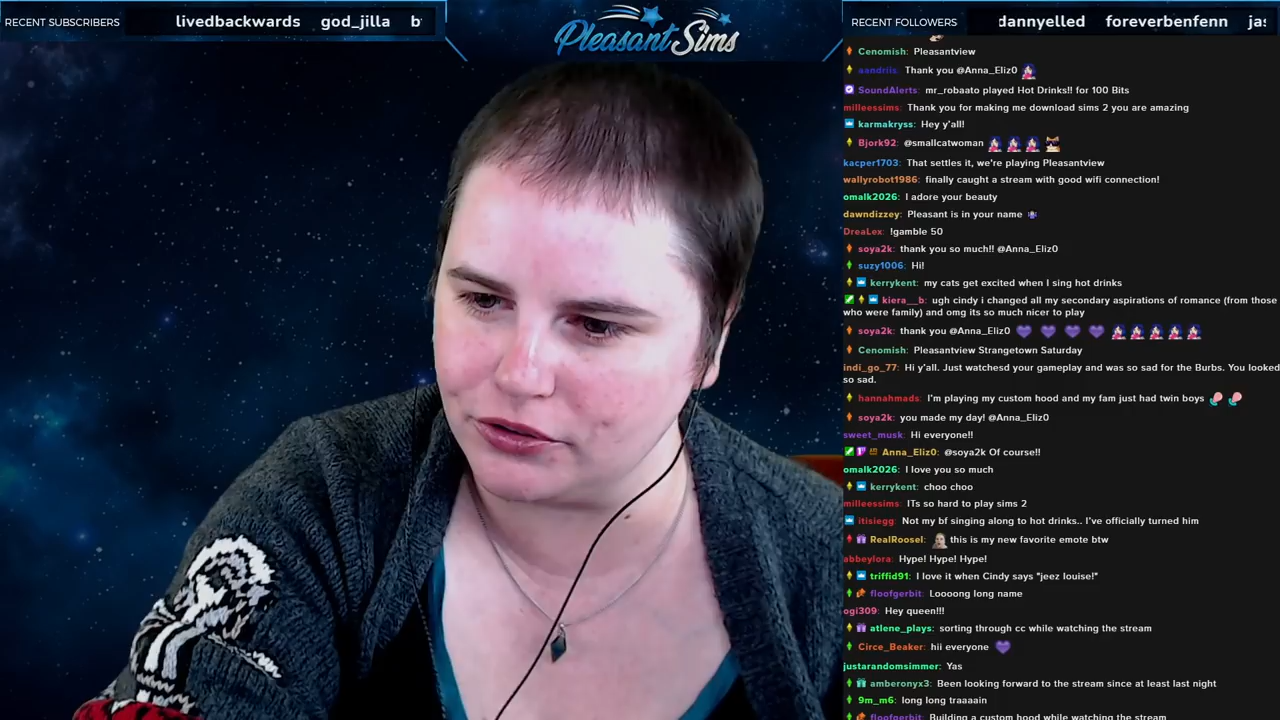 RECENT SUBSCRIBERS livedbackwards god_jilla
PleasantSims
RECENT FOLLOWERS dannyelled foreverbenfenn jas
Cenomish: Pleasantview
aandriis: Thank you @Anna_Eliz0
SoundAlerts: mr_robaato played Hot Drinks!! for 100 Bits
milleessims: Thank you for making me download sims 2 you are amazing
karmakryss: Hey y'all!
Bjork92: @smallcatwoman
kacper1703: That settles it, we're playing Pleasantview
wallyrobot1986: finally caught a stream with good wifi connection!
omalk2026: I adore your beauty
dawndizzey: Pleasant is in your name
DreaLex: !gamble 50
soya2k: thank you so much!! @Anna_Eliz0
suzy1006: Hi!
kerrykent: my cats get excited when I sing hot drinks
kiera__b: ugh cindy i changed all my secondary aspirations of romance (from those
who were family) and omg its so much nicer to play
soya2k: thank you @Anna_Eliz0
Cenomish: Pleasantview Strangetown Saturday
indi_go_77: Hi y'all. Just watchesd your gameplay and was so sad for the Burbs. You looked
so sad.
hannahmads: I'm playing my custom hood and my fam just had twin boys
soya2k: you made my day! @Anna_Eliz0
sweet_musk: Hi everyone!!
Anna_Eliz0: @soya2k Of course!!
omalk2026: I love you so much
kerrykent: choo choo
milleessims: ITs so hard to play sims 2
itisiegg: Not my bf singing along to hot drinks.. I've officially turned him
RealRoosel: this is my new favorite emote btw
abbeylora: Hype! Hype! Hype!
triffid91: I love it when Cindy says "jeez louise!"
floofgerbit: Loooong long name
ogi309: Hey queen!!!
atlene_plays: sorting through cc while watching the stream
Circe_Beaker: hii everyone
justarandomsimmer: Yas
amberonyx3: Been looking forward to the stream since at least last night
9m_m6: long long traaaain
floofgerbit: Building a custom hood while watching the stream